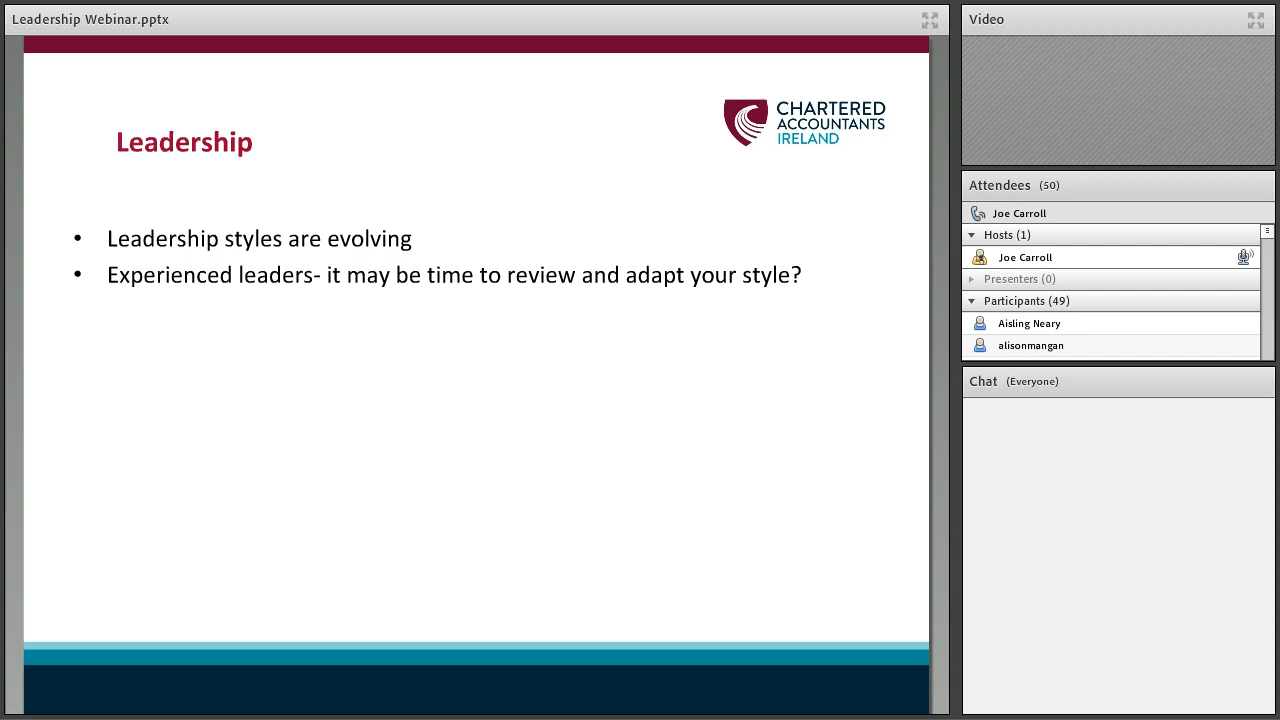 Leadership Webinar.pptx
CHARTERED
ACCOUNTANTS
IRELAND
Leadership
• Leadership styles are evolving
• Experienced leaders- it may be time to review and adapt your style?
Video
Attendees (50)
Joe Carroll
Hosts (1)
Joe Carroll
Presenters (0)
Participants (49)
Aisling Neary
alisonmangan
Chat (Everyone)